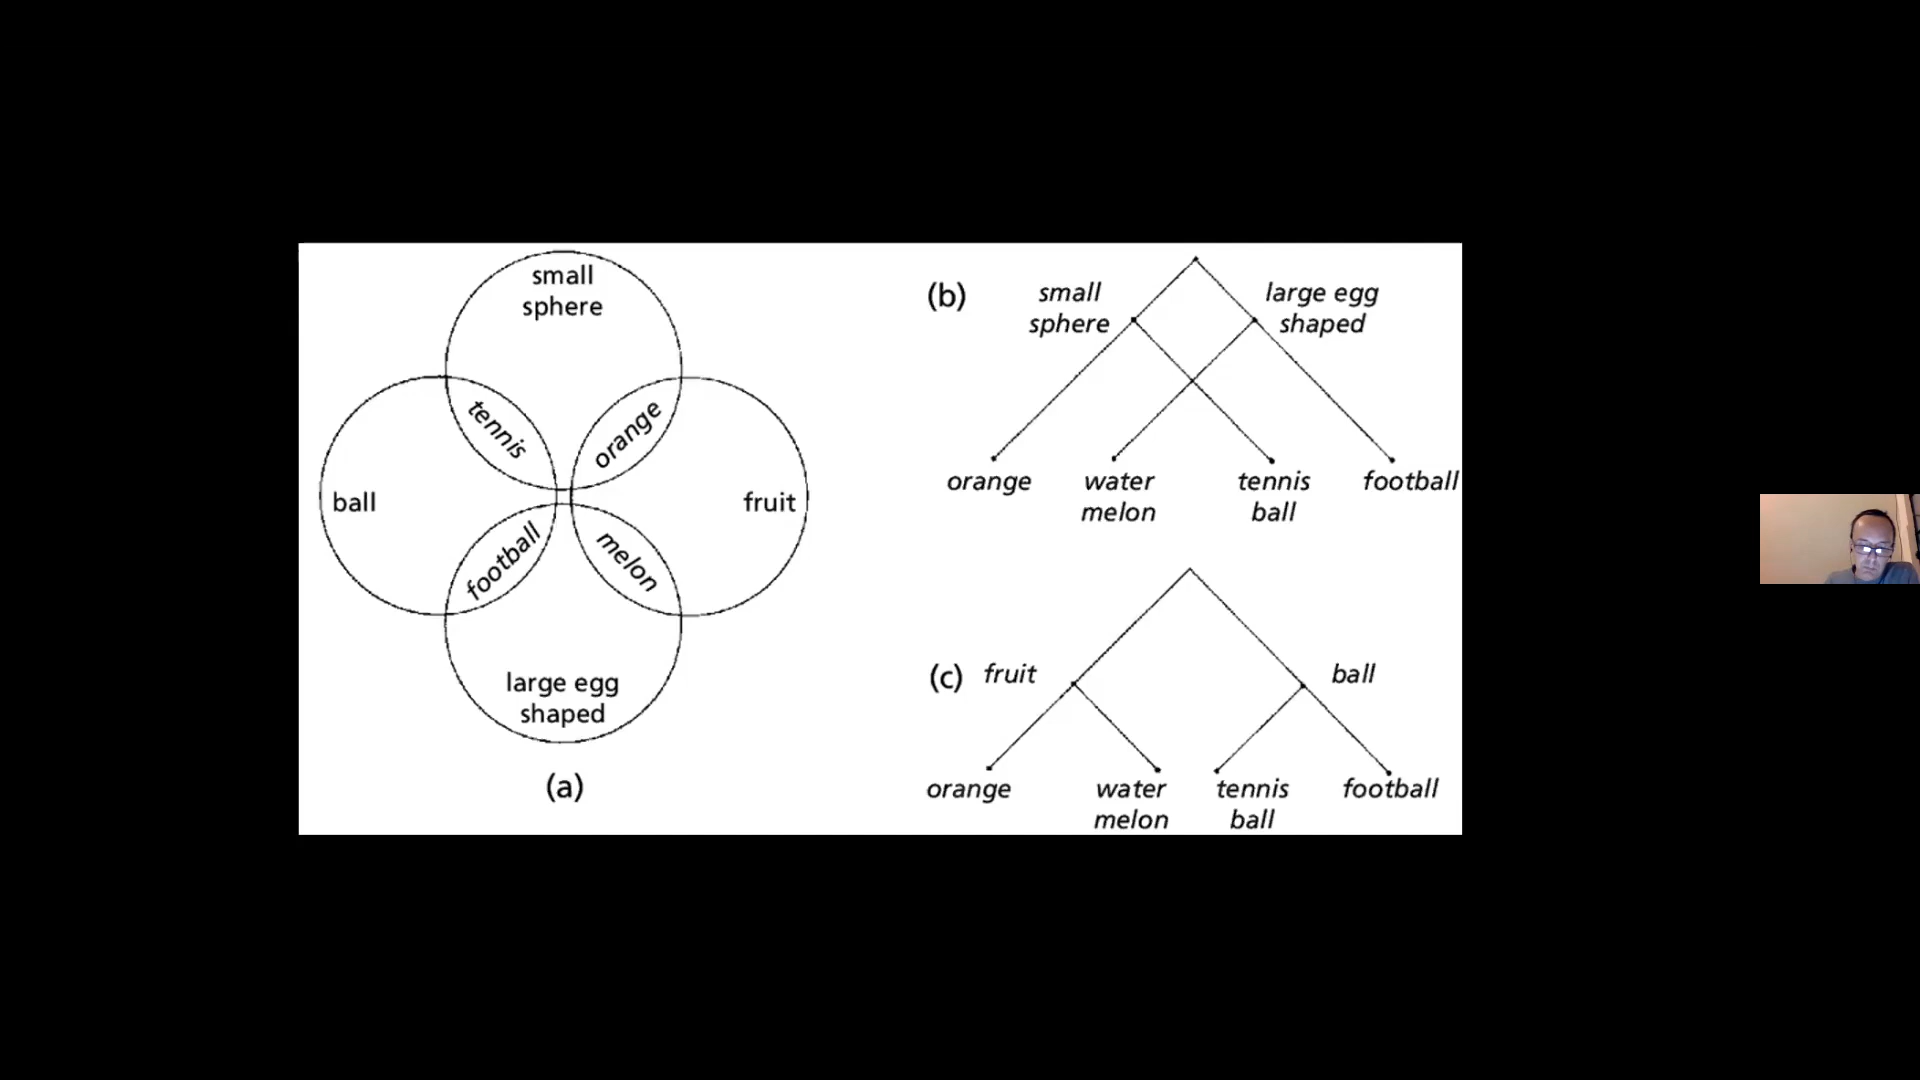 small
sphere
tennis
orange
ball
fruit
football
melon
large egg
shaped
(a)
(b)
small
sphere
large egg
shaped
orange
water
melon
tennis
ball
football
(c)
fruit
ball
orange
water
melon
tennis
ball
football